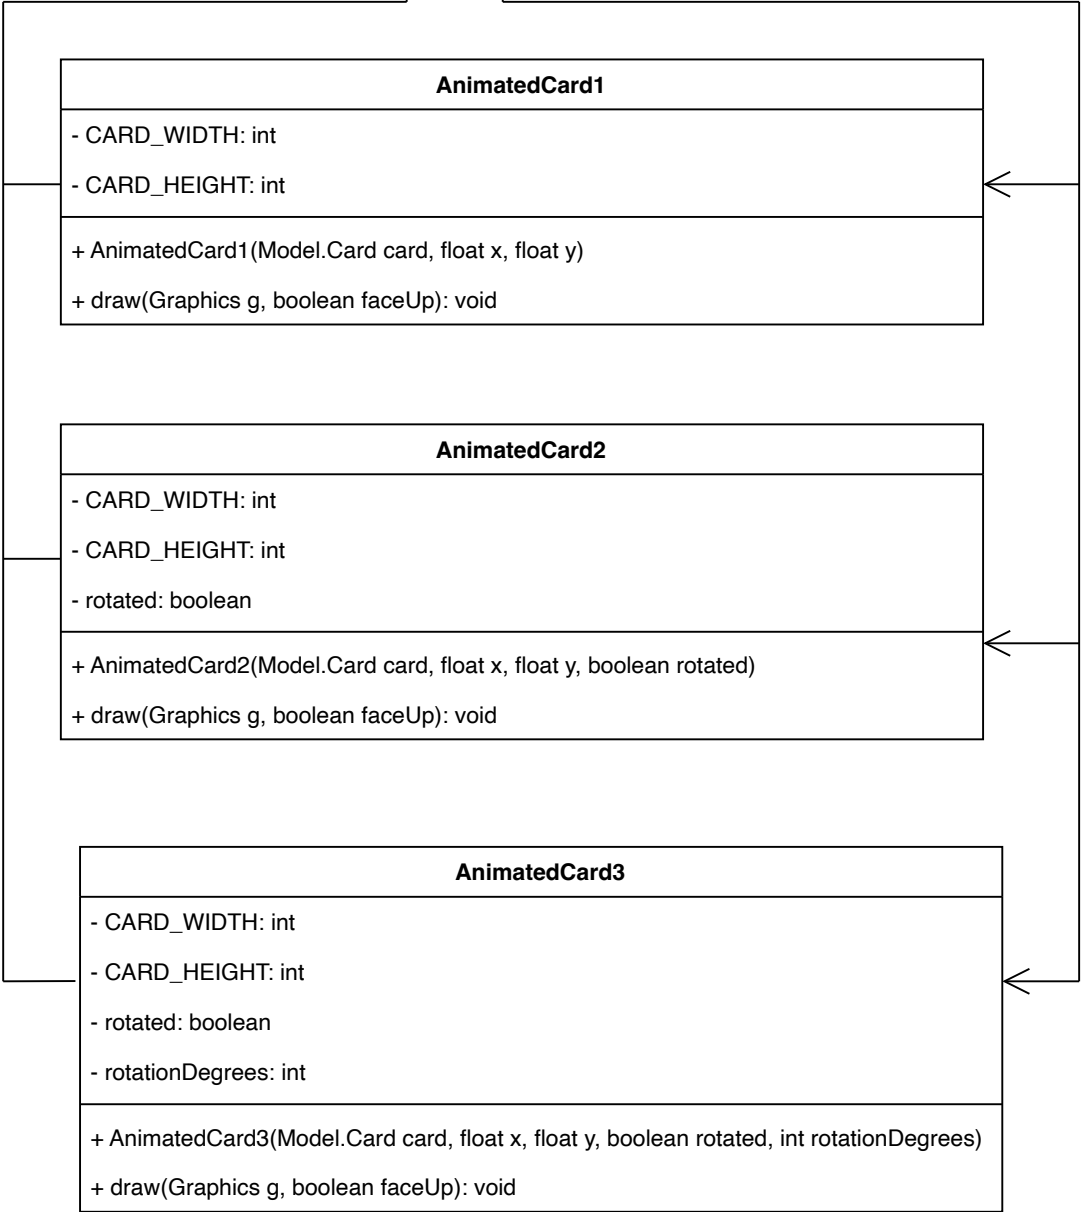 AnimatedCard1
- CARD_WIDTH: int
- CARD_HEIGHT: int
+ AnimatedCard1(Model.Card card, float x, float y)
+ draw(Graphics g, boolean faceUp): void
AnimatedCard2
- CARD_WIDTH: int
- CARD_HEIGHT: int
- rotated: boolean
+ AnimatedCard2(Model.Card card, float x, float y, boolean rotated)
+ draw(Graphics g, boolean faceUp): void
AnimatedCard3
- CARD_WIDTH: int
- CARD_HEIGHT: int
- rotated: boolean
- rotationDegrees: int
+ AnimatedCard3(Model.Card card, float x, float y, boolean rotated, int rotationDegrees)
+ draw(Graphics g, boolean faceUp): void